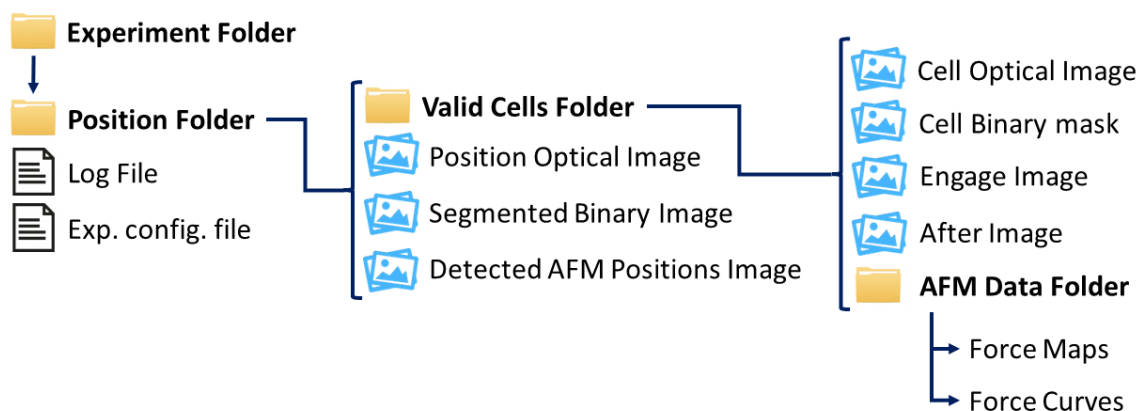 Experiment Folder
Position Folder
Log File
Exp. config. file
Valid Cells Folder
Position Optical Image
Segmented Binary Image
Detected AFM Positions Image
Cell Optical Image
Cell Binary mask
Engage Image
After Image
AFM Data Folder
Force Maps
Force Curves